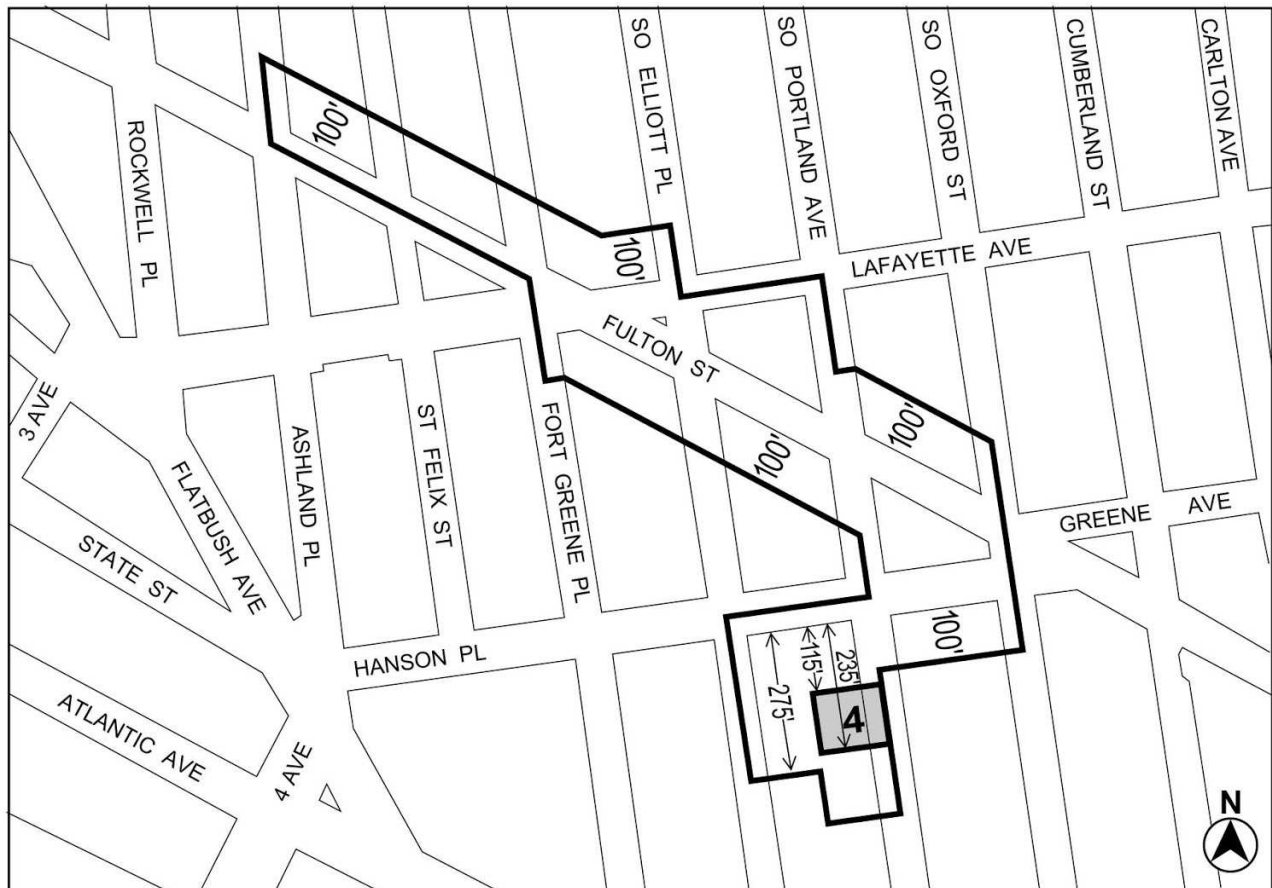 SO ELLIOTT PL
SO PORTLAND AVE
SO OXFORD ST
CUMBERLAND ST
CARLTON AVE
ROCKWELL PL
100'
100'
LAFAYETTE AVE
FULTON ST
3 AVE
FLATBUSH AVE
ASHLAND PL
ST FELIX ST
FORT GREENE PL
100'
100'
GREENE AVE
STATE ST
HANSON PL
100'
115'
235'
275'
4
ATLANTIC AVE
4 AVE
N